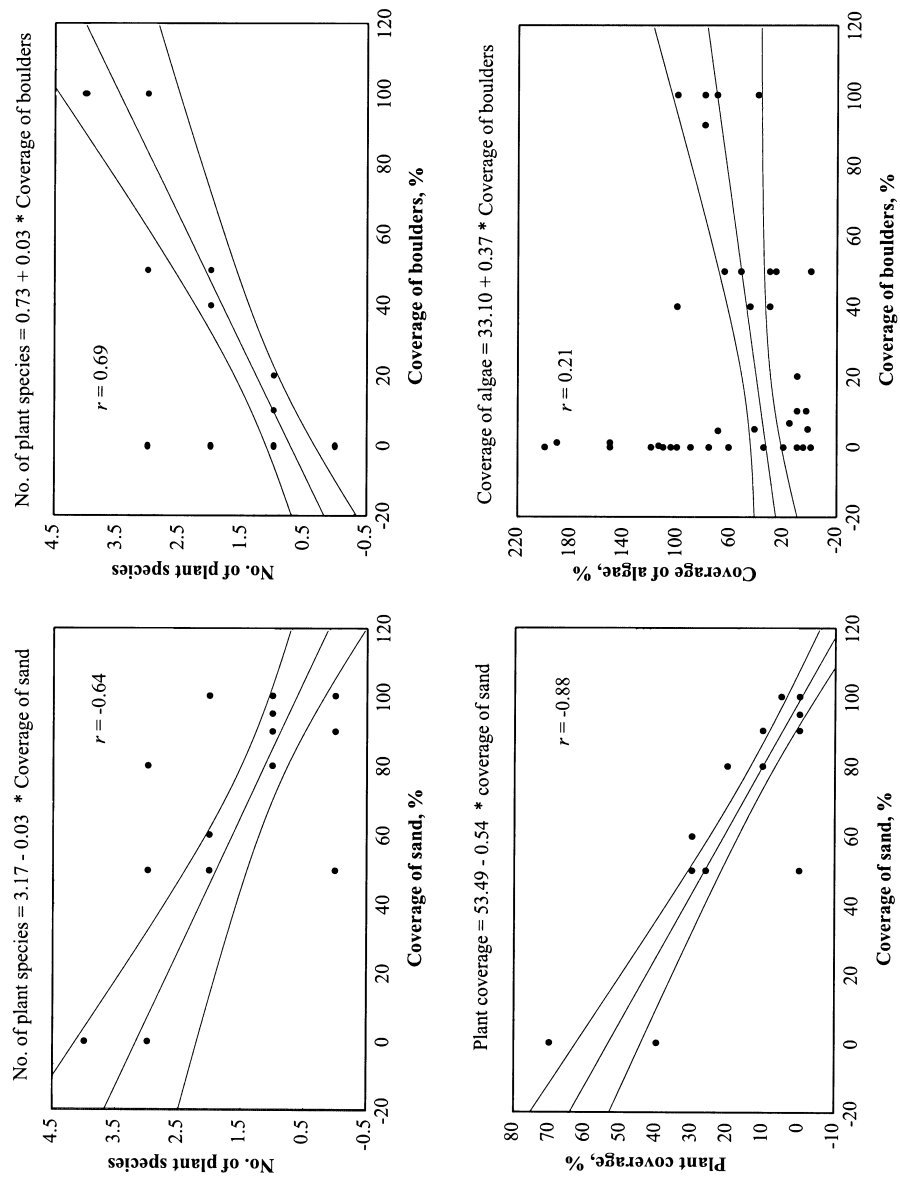 No. of plant species = 3.17 - 0.03 * Coverage of sand
r = -0.64
4.5
3.5
2.5
1.5
0.5
-0.5
No. of plant species
-20 0 20 40 60 80 100 120
Coverage of sand, %
No. of plant species = 0.73 + 0.03 * Coverage of boulders
r = 0.69
4.5
3.5
2.5
1.5
0.5
-0.5
No. of plant species
-20 0 20 40 60 80 100 120
Coverage of boulders, %
Plant coverage = 53.49 - 0.54 * coverage of sand
r = -0.88
80
70
60
50
40
30
20
10
0
-10
Plant coverage, %
-20 0 20 40 60 80 100 120
Coverage of sand, %
Coverage of algae = 33.10 + 0.37 * Coverage of boulders
r = 0.21
220
180
140
100
60
20
-20
Coverage of algae, %
-20 0 20 40 60 80 100 120
Coverage of boulders, %